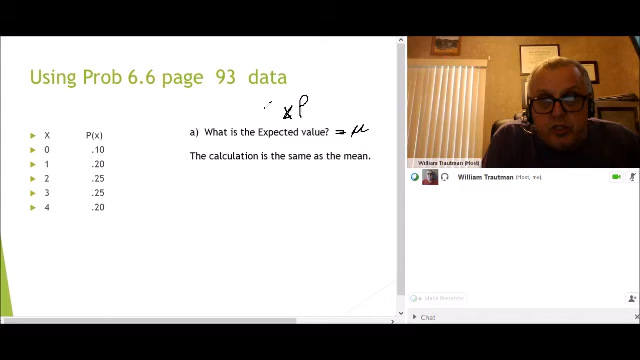 Using Prob 6.6 page 93 data
x P
a) What is the Expected value? = μ
The calculation is the same as the mean.
X P(x)
0 .10
1 .20
2 .25
3 .25
4 .20
William Trautman (Host)
William Trautman (Host, me)
Make Presenter
Chat